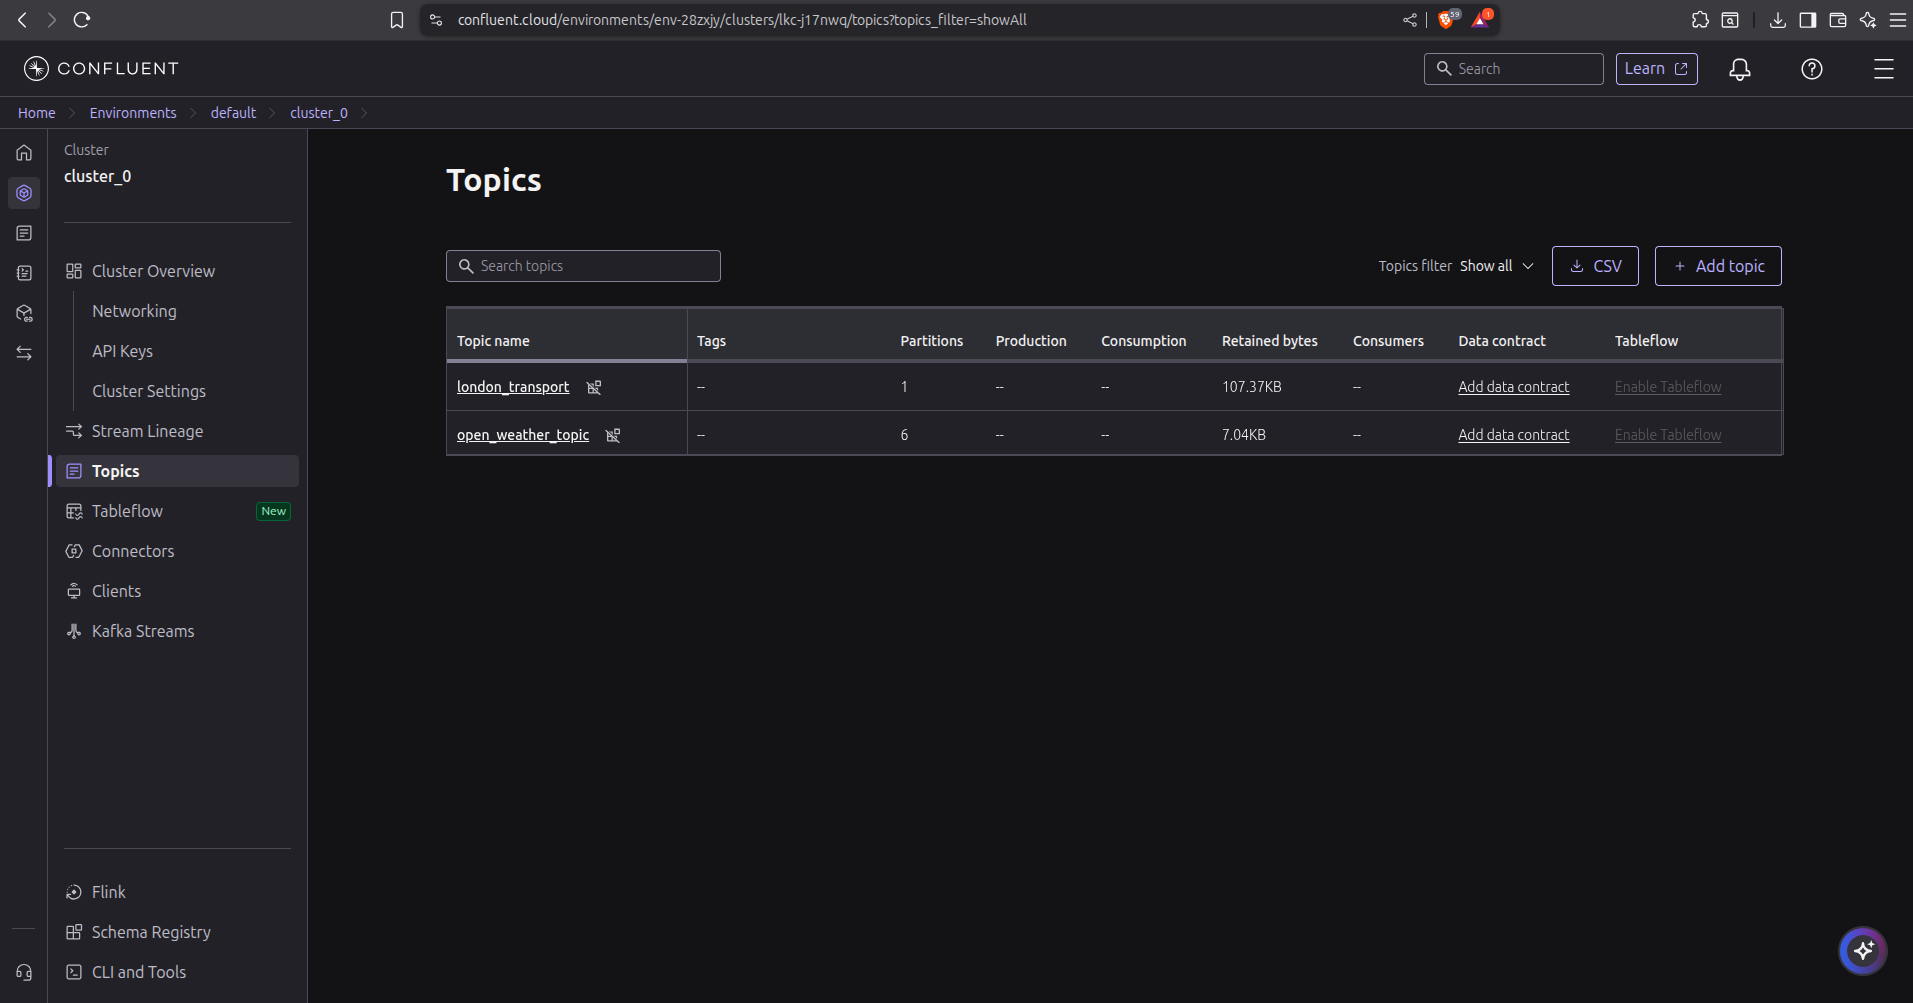 confluent.cloud/environments/env-28zxjy/clusters/lkc-j17nwq/topics?topics_filter=showAll
59
1
CONFLUENT
Search
Learn
Home
Environments
default
cluster_0
Cluster
cluster_0
Cluster Overview
Networking
API Keys
Cluster Settings
Stream Lineage
Topics
Tableflow New
Connectors
Clients
Kafka Streams
Flink
Schema Registry
CLI and Tools
Topics
Search topics
Topics filter Show all
CSV
+ Add topic
Topic name Tags Partitions Production Consumption Retained bytes Consumers Data contract Tableflow
london_transport -- 1 -- -- 107.37KB -- Add data contract Enable Tableflow
open_weather_topic -- 6 -- -- 7.04KB -- Add data contract Enable Tableflow